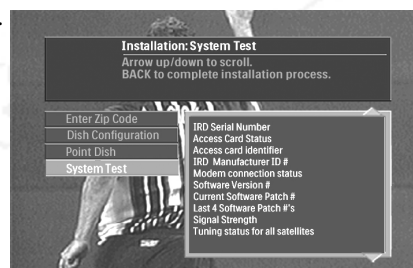 Installation: System Test
Arrow up/down to scroll.
BACK to complete installation process.
Enter Zip Code
Dish Configuration
Point Dish
System Test
IRD Serial Number
Access Card Status
Access card identifier
IRD Manufacturer ID #
Modem connection status
Software Version #
Current Software Patch #
Last 4 Software Patch #'s
Signal Strength
Tuning status for all satellites